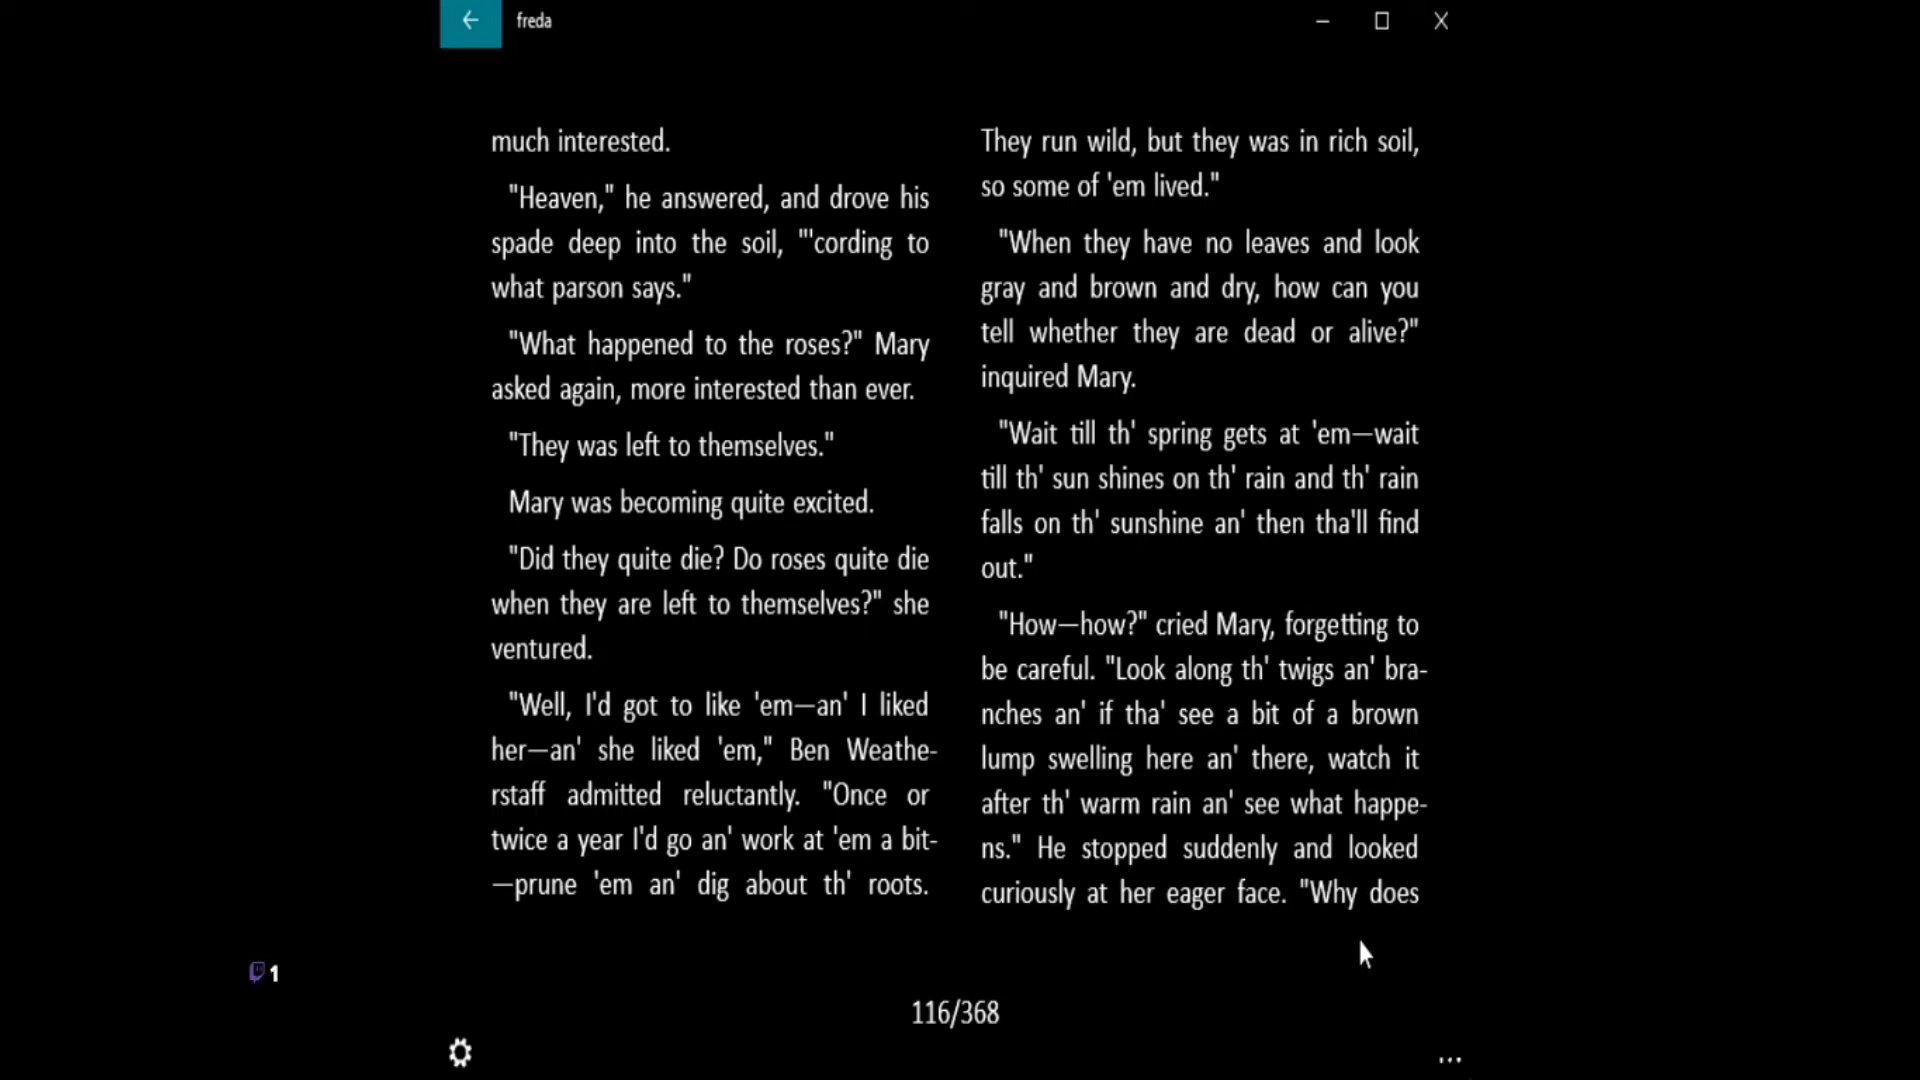 freda
much interested.
"Heaven," he answered, and drove his
spade deep into the soil, "'cording to
what parson says."
"What happened to the roses?" Mary
asked again, more interested than ever.
"They was left to themselves."
Mary was becoming quite excited.
"Did they quite die? Do roses quite die
when they are left to themselves?" she
ventured.
"Well, I'd got to like 'em—an' I liked
her—an' she liked 'em," Ben Weathe-
rstaff admitted reluctantly. "Once or
twice a year I'd go an' work at 'em a bit-
—prune 'em an' dig about th' roots.
They run wild, but they was in rich soil,
so some of 'em lived."
"When they have no leaves and look
gray and brown and dry, how can you
tell whether they are dead or alive?"
inquired Mary.
"Wait till th' spring gets at 'em—wait
till th' sun shines on th' rain and th' rain
falls on th' sunshine an' then tha'll find
out."
"How—how?" cried Mary, forgetting to
be careful. "Look along th' twigs an' bra-
nches an' if tha' see a bit of a brown
lump swelling here an' there, watch it
after th' warm rain an' see what happe-
ns." He stopped suddenly and looked
curiously at her eager face. "Why does
1
116/368